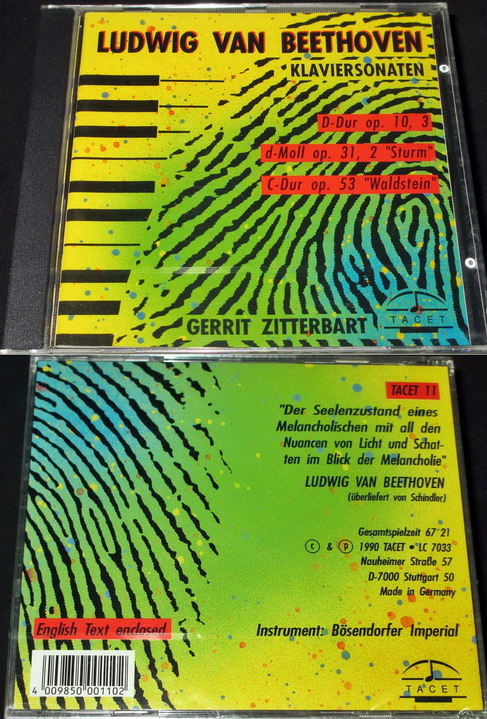 LUDWIG VAN BEETHOVEN
KLAVIERSONATEN
D-Dur op. 10, 3
d-Moll op. 31, 2 "Sturm"
C-Dur op. 53 "Waldstein"
GERRIT ZITTERBART
TACET
TACET 11
"Der Seelenzustand eines
Melancholischen mit all den
Nuancen von Licht und Schat-
ten im Blick der Melancholie"
LUDWIG VAN BEETHOVEN
(überliefert von Schindler)
Gesamtspielzeit 67'21
© & ℗ 1990 TACET • LC 7033
Nauheimer Straße 57
D-7000 Stuttgart 50
Made in Germany
English Text enclosed
Instrument: Bösendorfer Imperial
4 009850 001102
TACET